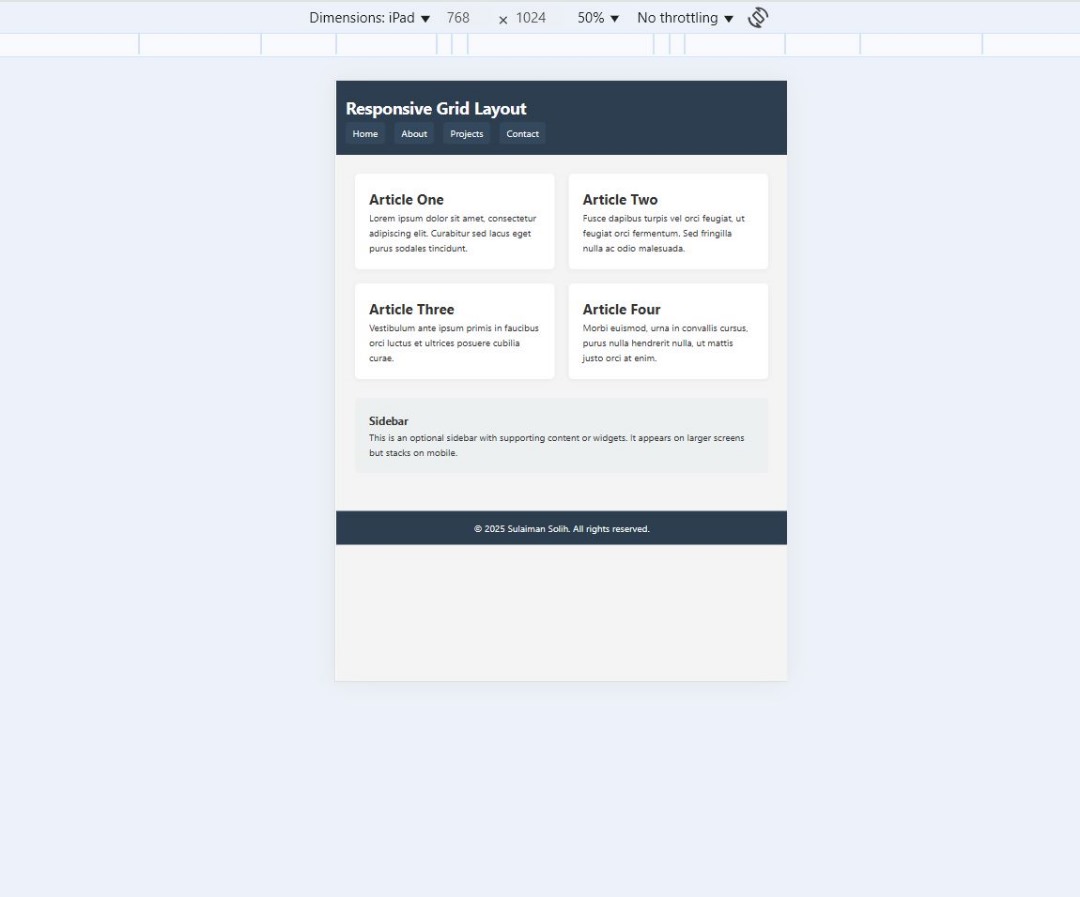 Dimensions: iPad ▼ 768 × 1024 50% ▼ No throttling ▼
Responsive Grid Layout
Home About Projects Contact
Article One
Lorem ipsum dolor sit amet, consectetur
adipiscing elit. Curabitur sed lacus eget
purus sodales tincidunt.
Article Two
Fusce dapibus turpis vel orci feugiat, ut
feugiat orci fermentum. Sed fringilla
nulla ac odio malesuada.
Article Three
Vestibulum ante ipsum primis in faucibus
orci luctus et ultrices posuere cubilia
curae.
Article Four
Morbi euismod, urna in convallis cursus,
purus nulla hendrerit nulla, ut mattis
justo orci at enim.
Sidebar
This is an optional sidebar with supporting content or widgets. It appears on larger screens
but stacks on mobile.
© 2025 Sulaiman Solih. All rights reserved.